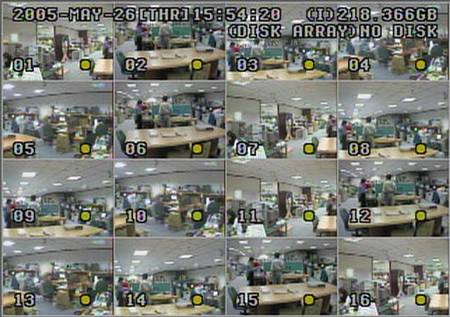 2005-MAY-26[THR]15:54:20 (I)218.366GB
(DISK ARRAY)NO DISK
01 02 03 04
05 06 07 08
09 10 11 12
13 14 15 16